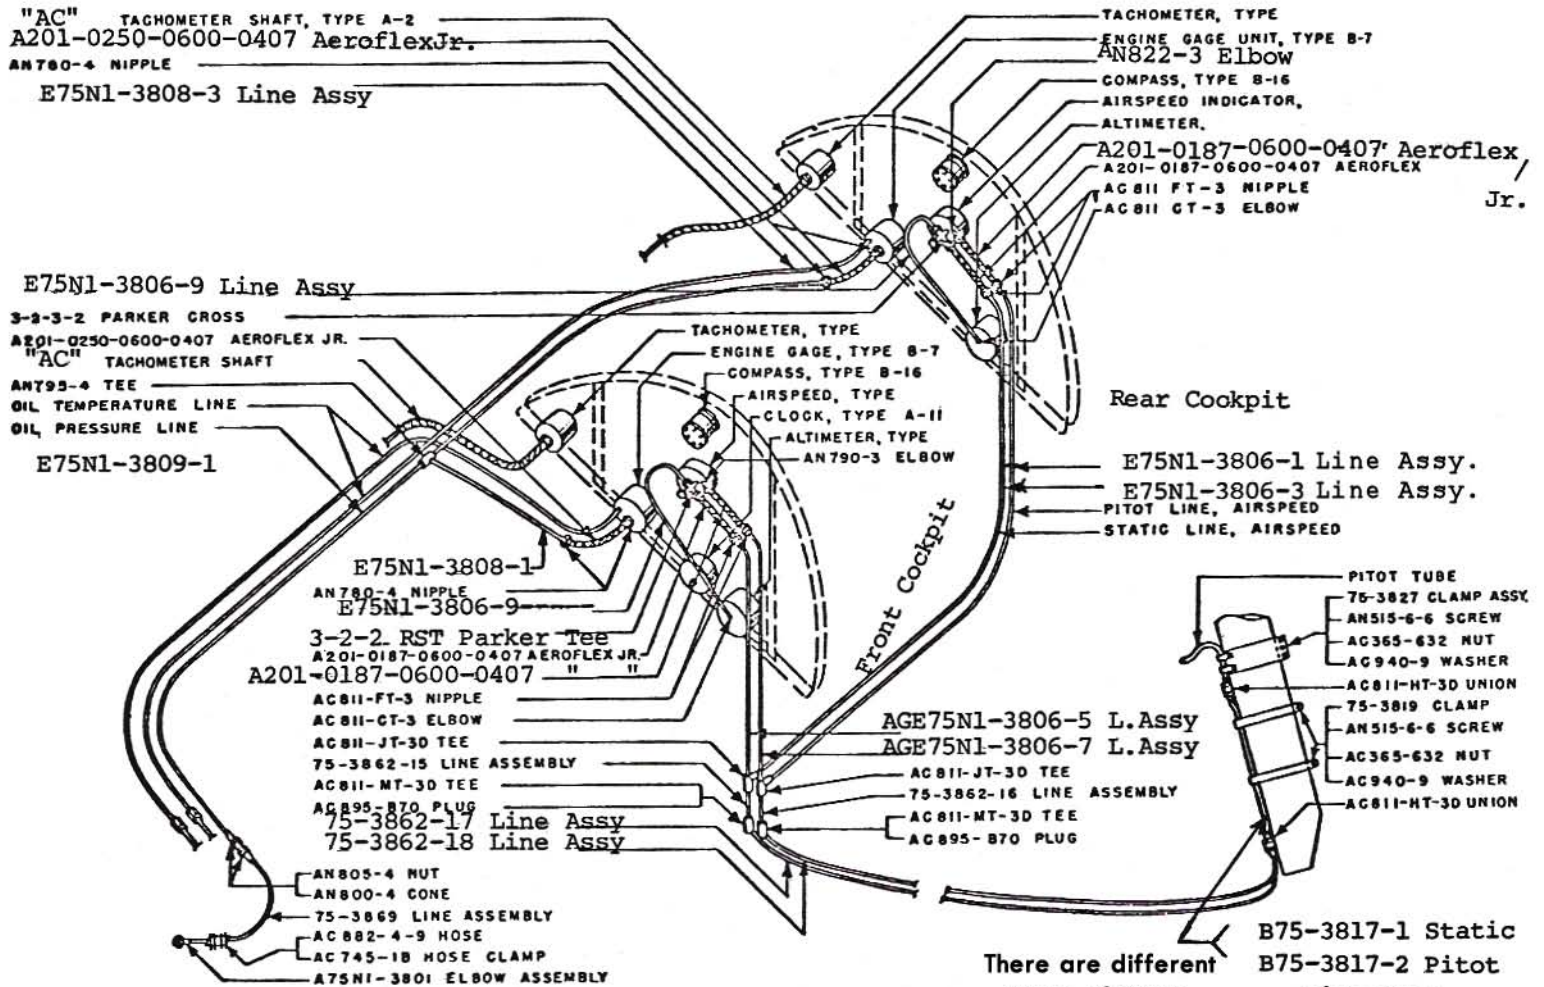 "AC" TACHOMETER SHAFT, TYPE A-2
A201-0250-0600-0407 AeroflexJr.
AN780-4 NIPPLE
E75N1-3808-3 Line Assy
TACHOMETER, TYPE
ENGINE GAGE UNIT, TYPE B-7
AN822-3 Elbow
COMPASS, TYPE B-16
AIRSPEED INDICATOR,
ALTIMETER,
A201-0187-0600-0407 Aeroflex / Jr.
A201-0187-0600-0407 AEROFLEX
AC811 FT-3 NIPPLE
AC811 CT-3 ELBOW
E75N1-3806-9 Line Assy
3-2-3-2 PARKER CROSS
A201-0250-0600-0407 AEROFLEX JR.
"AC" TACHOMETER SHAFT
AN795-4 TEE
OIL TEMPERATURE LINE
OIL PRESSURE LINE
E75N1-3809-1
TACHOMETER, TYPE
ENGINE GAGE, TYPE B-7
COMPASS, TYPE B-16
AIRSPEED, TYPE
CLOCK, TYPE A-11
ALTIMETER, TYPE
AN790-3 ELBOW
Rear Cockpit
E75N1-3806-1 Line Assy.
E75N1-3806-3 Line Assy.
PITOT LINE, AIRSPEED
STATIC LINE, AIRSPEED
Front Cockpit
E75N1-3808-1
AN780-4 NIPPLE
E75N1-3806-9
3-2-2 RST Parker Tee
A201-0187-0600-0407 AEROFLEX JR.
A201-0187-0600-0407 " "
AC811-FT-3 NIPPLE
AC811-CT-3 ELBOW
AC811-JT-3D TEE
75-3862-15 LINE ASSEMBLY
AC811-MT-3D TEE
AC895-870 PLUG
75-3862-17 Line Assy
75-3862-18 Line Assy
AGE75N1-3806-5 L.Assy
AGE75N1-3806-7 L.Assy
AC811-JT-3D TEE
75-3862-16 LINE ASSEMBLY
AC811-MT-3D TEE
AC895-870 PLUG
PITOT TUBE
75-3827 CLAMP ASSY.
AN515-6-6 SCREW
AC365-632 NUT
AC940-9 WASHER
AC811-HT-3D UNION
75-3819 CLAMP
AN515-6-6 SCREW
AC365-632 NUT
AC940-9 WASHER
AC811-HT-3D UNION
AN805-4 NUT
AN800-4 CONE
75-3869 LINE ASSEMBLY
AC882-4-9 HOSE
AC745-18 HOSE CLAMP
A75N1-3801 ELBOW ASSEMBLY
B75-3817-1 Static
B75-3817-2 Pitot
There are different